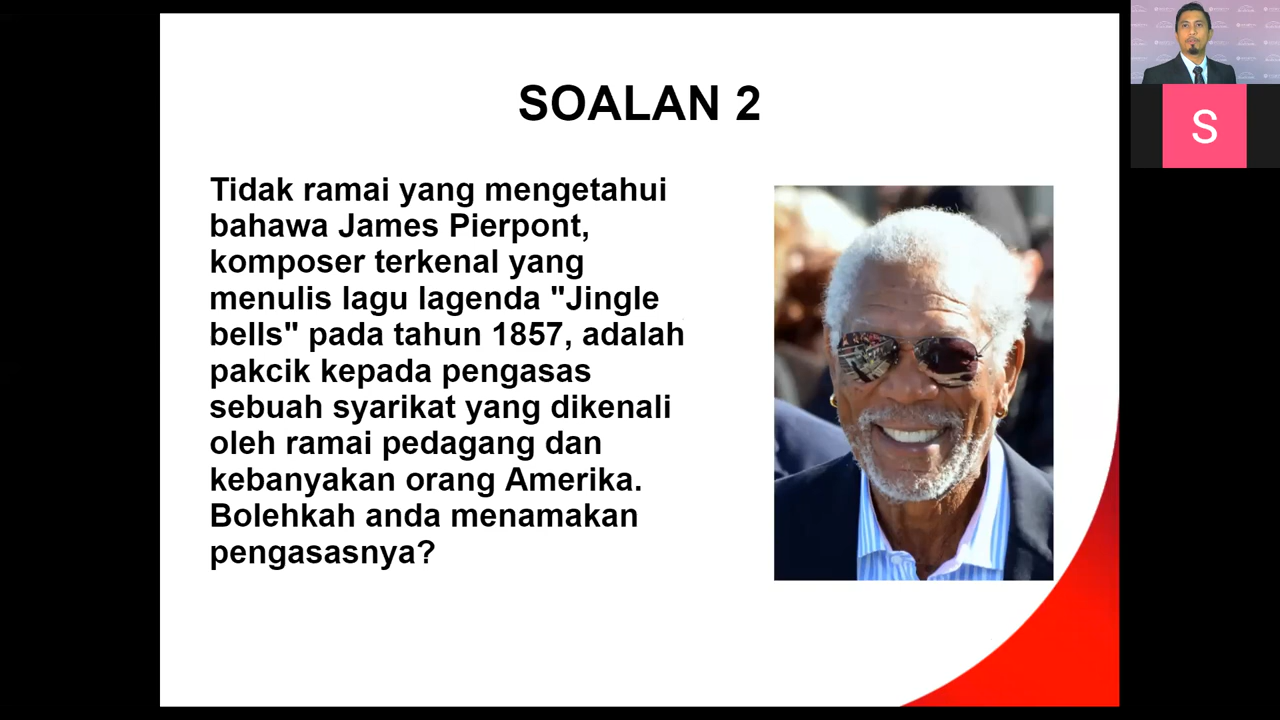 SOALAN 2
Tidak ramai yang mengetahui
bahawa James Pierpont,
komposer terkenal yang
menulis lagu lagenda "Jingle
bells" pada tahun 1857, adalah
pakcik kepada pengasas
sebuah syarikat yang dikenali
oleh ramai pedagang dan
kebanyakan orang Amerika.
Bolehkah anda menamakan
pengasasnya?
S